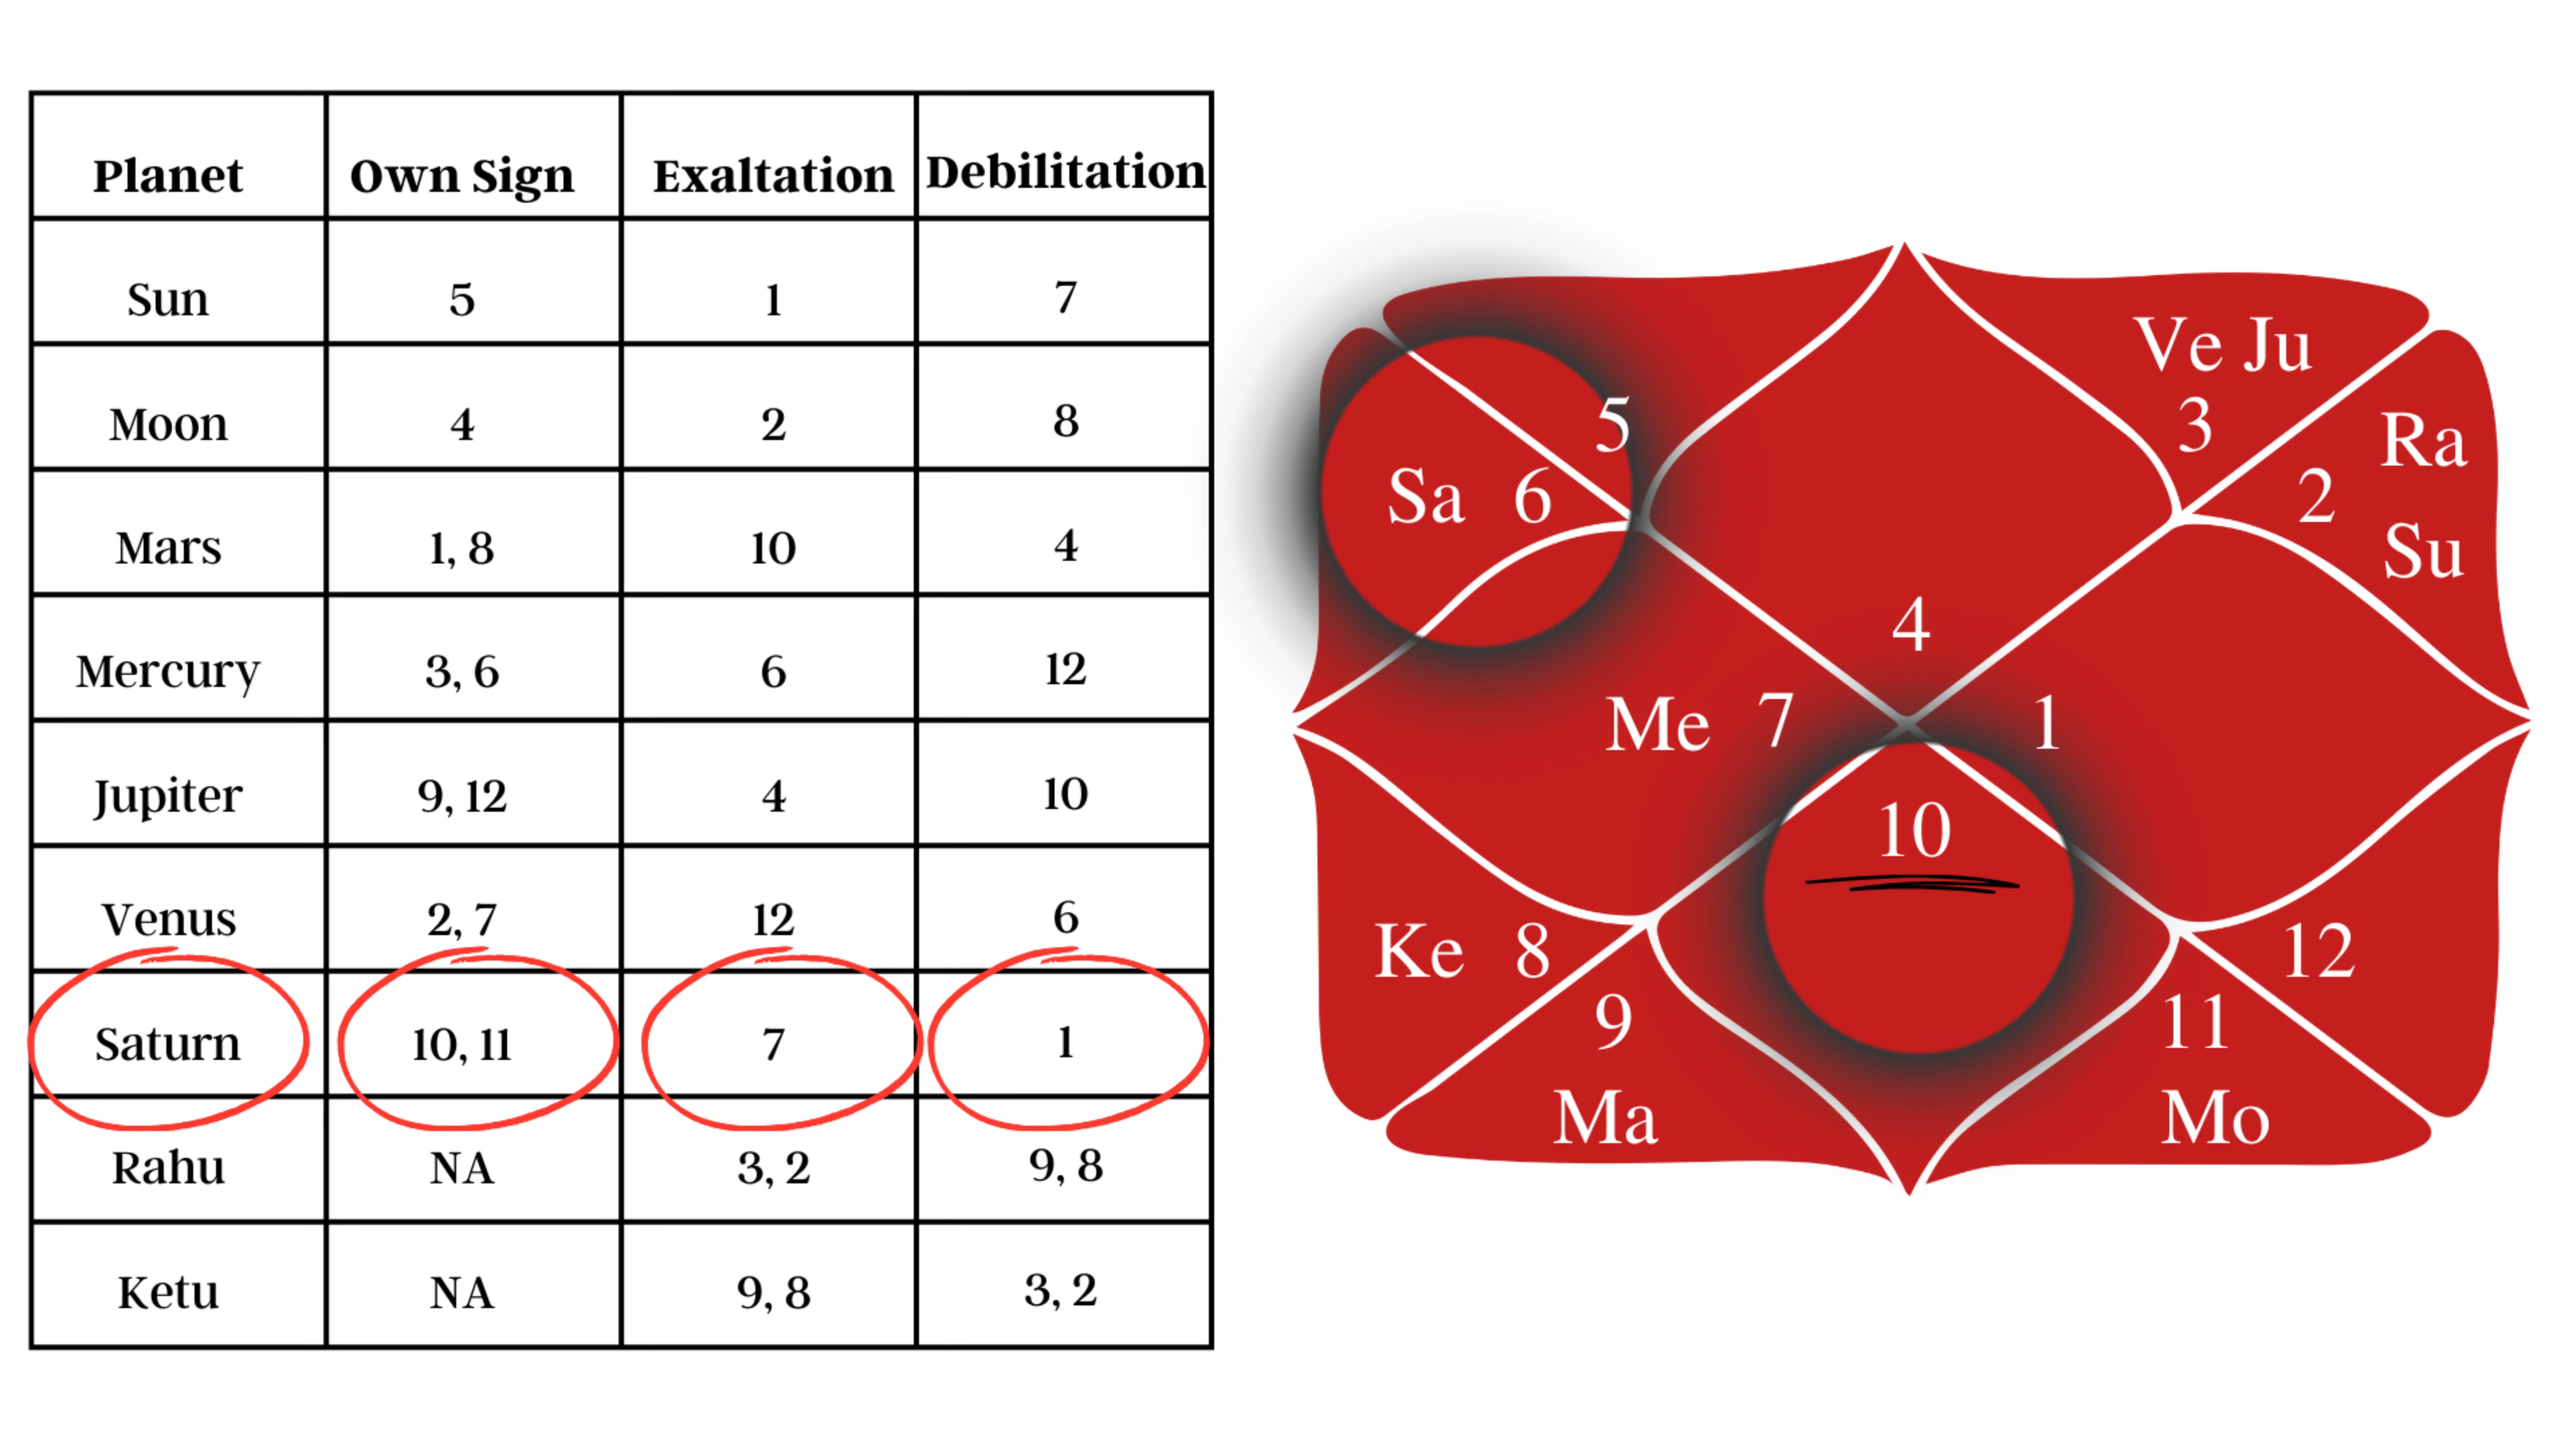 Planet Own Sign Exaltation Debilitation
Sun 5 1 7
Moon 4 2 8
Mars 1, 8 10 4
Mercury 3, 6 6 12
Jupiter 9, 12 4 10
Venus 2, 7 12 6
Saturn 10, 11 7 1
Rahu NA 3, 2 9, 8
Ketu NA 9, 8 3, 2
Ve Ju
5 3 Ra
Sa 6 2
Su
4
Me 7 1
10
Ke 8 12
9 11
Ma Mo